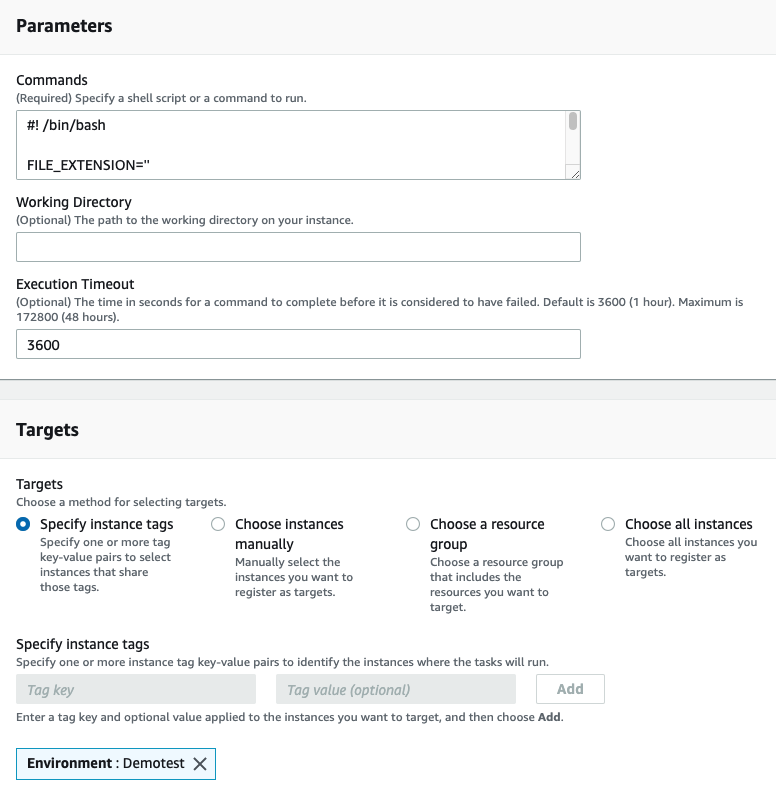 Parameters
Commands
(Required) Specify a shell script or a command to run.
#! /bin/bash
FILE_EXTENSION=''
Working Directory
(Optional) The path to the working directory on your instance.
Execution Timeout
(Optional) The time in seconds for a command to complete before it is considered to have failed. Default is 3600 (1 hour). Maximum is
172800 (48 hours).
3600
Targets
Targets
Choose a method for selecting targets.
Specify instance tags
Specify one or more tag
key-value pairs to select
instances that share
those tags.
Choose instances
manually
Manually select the
instances you want to
register as targets.
Choose a resource
group
Choose a resource group
that includes the
resources you want to
target.
Choose all instances
Choose all instances you
want to register as
targets.
Specify instance tags
Specify one or more instance tag key-value pairs to identify the instances where the tasks will run.
Tag key
Tag value (optional)
Add
Enter a tag key and optional value applied to the instances you want to target, and then choose Add.
Environment : Demotest